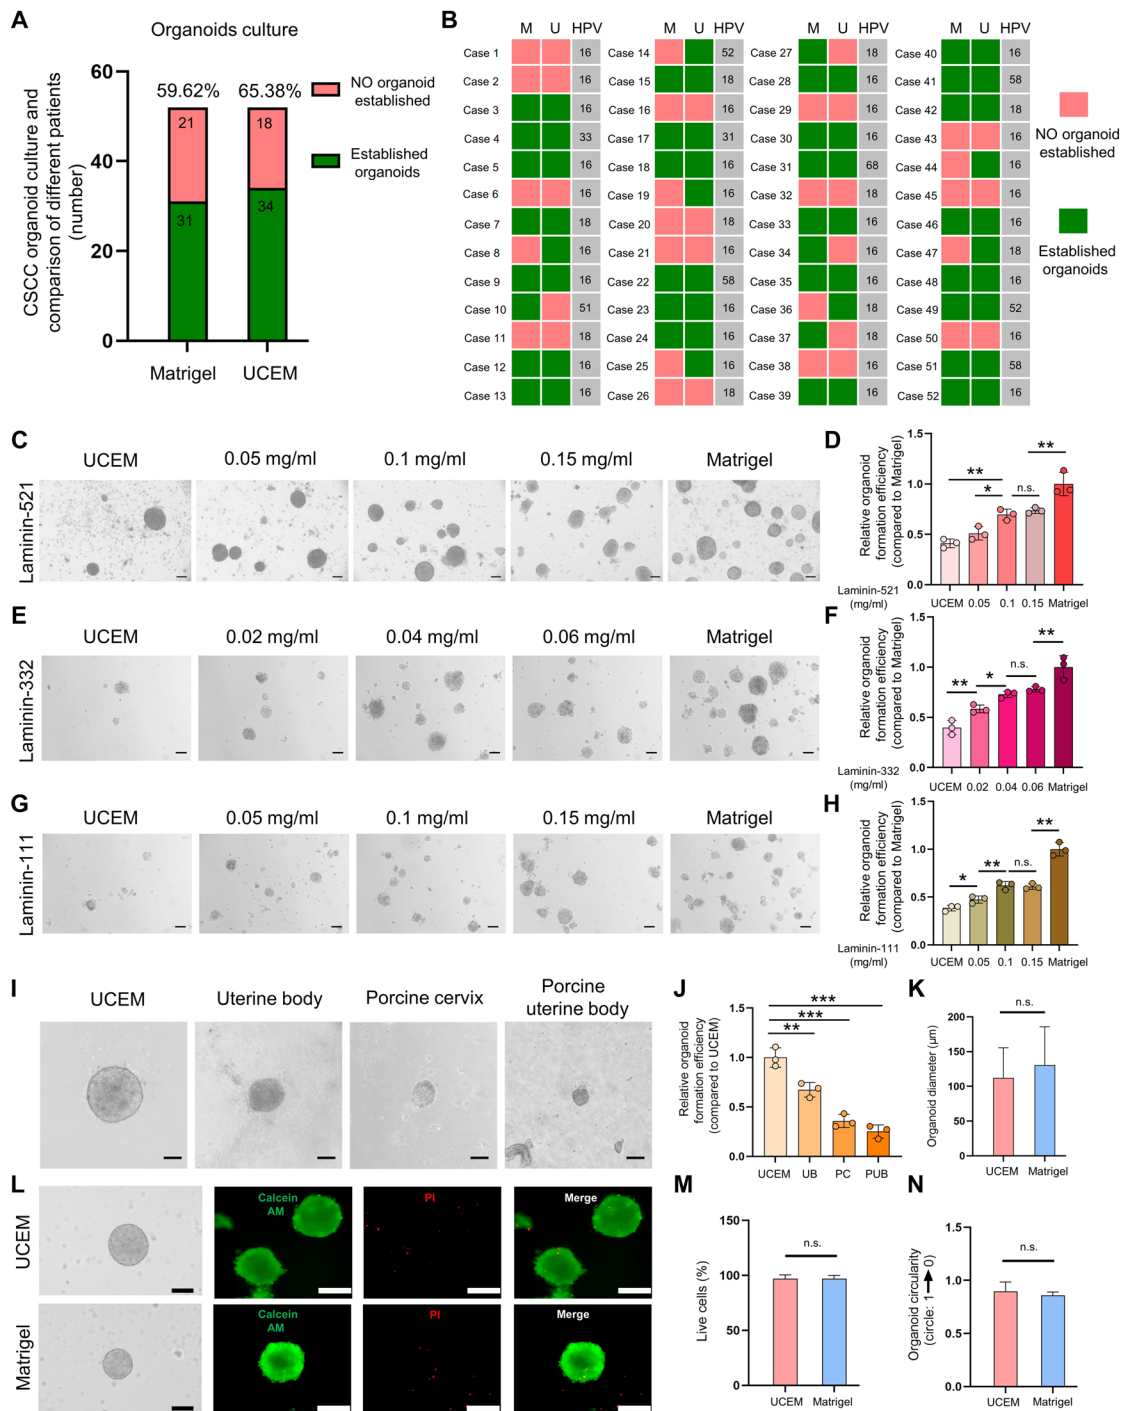 A
Organoids culture
CSCC organoid culture and
comparison of different patients
(number)
60
40
20
0
59.62%
65.38%
21
18
31
34
Matrigel
UCEM
NO organoid
established
Established
organoids
B
M U HPV
M U HPV
M U HPV
M U HPV
Case 1 16
Case 2 16
Case 3 16
Case 4 33
Case 5 16
Case 6 16
Case 7 18
Case 8 16
Case 9 16
Case 10 51
Case 11 18
Case 12 16
Case 13 16
Case 14 52
Case 15 18
Case 16 16
Case 17 31
Case 18 16
Case 19 16
Case 20 18
Case 21 16
Case 22 58
Case 23 16
Case 24 16
Case 25 16
Case 26 18
Case 27 18
Case 28 16
Case 29 16
Case 30 16
Case 31 68
Case 32 18
Case 33 16
Case 34 16
Case 35 16
Case 36 18
Case 37 18
Case 38 16
Case 39 16
Case 40 16
Case 41 58
Case 42 18
Case 43 16
Case 44 16
Case 45 16
Case 46 16
Case 47 18
Case 48 16
Case 49 52
Case 50 16
Case 51 58
Case 52 16
NO organoid
established
Established
organoids
C
UCEM 0.05 mg/ml 0.1 mg/ml 0.15 mg/ml Matrigel
Laminin-521
D
Relative organoid
formation efficiency
(compared to Matrigel)
1.5
1.0
0.5
0.0
** * n.s. **
Laminin-521
(mg/ml)
UCEM 0.05 0.1 0.15 Matrigel
E
UCEM 0.02 mg/ml 0.04 mg/ml 0.06 mg/ml Matrigel
Laminin-332
F
Relative organoid
formation efficiency
(compared to Matrigel)
1.5
1.0
0.5
0.0
** * n.s. **
Laminin-332
(mg/ml)
UCEM 0.02 0.04 0.06 Matrigel
G
UCEM 0.05 mg/ml 0.1 mg/ml 0.15 mg/ml Matrigel
Laminin-111
H
Relative organoid
formation efficiency
(compared to Matrigel)
1.5
1.0
0.5
0.0
* ** n.s. **
Laminin-111
(mg/ml)
UCEM 0.05 0.1 0.15 Matrigel
I
UCEM
Uterine body
Porcine cervix
Porcine
uterine body
J
Relative organoid
formation efficiency
(compared to UCEM)
1.5
1.0
0.5
0.0
***
***
**
UCEM UB PC PUB
K
Organoid diameter (μm)
200
150
100
50
0
n.s.
UCEM Matrigel
L
UCEM
Calcein
AM
PI
Merge
Matrigel
Calcein
AM
PI
Merge
M
Live cells (%)
150
100
50
0
n.s.
UCEM Matrigel
N
Organoid circularity
(circle: 1➔0)
1.5
1.0
0.5
0.0
n.s.
UCEM Matrigel